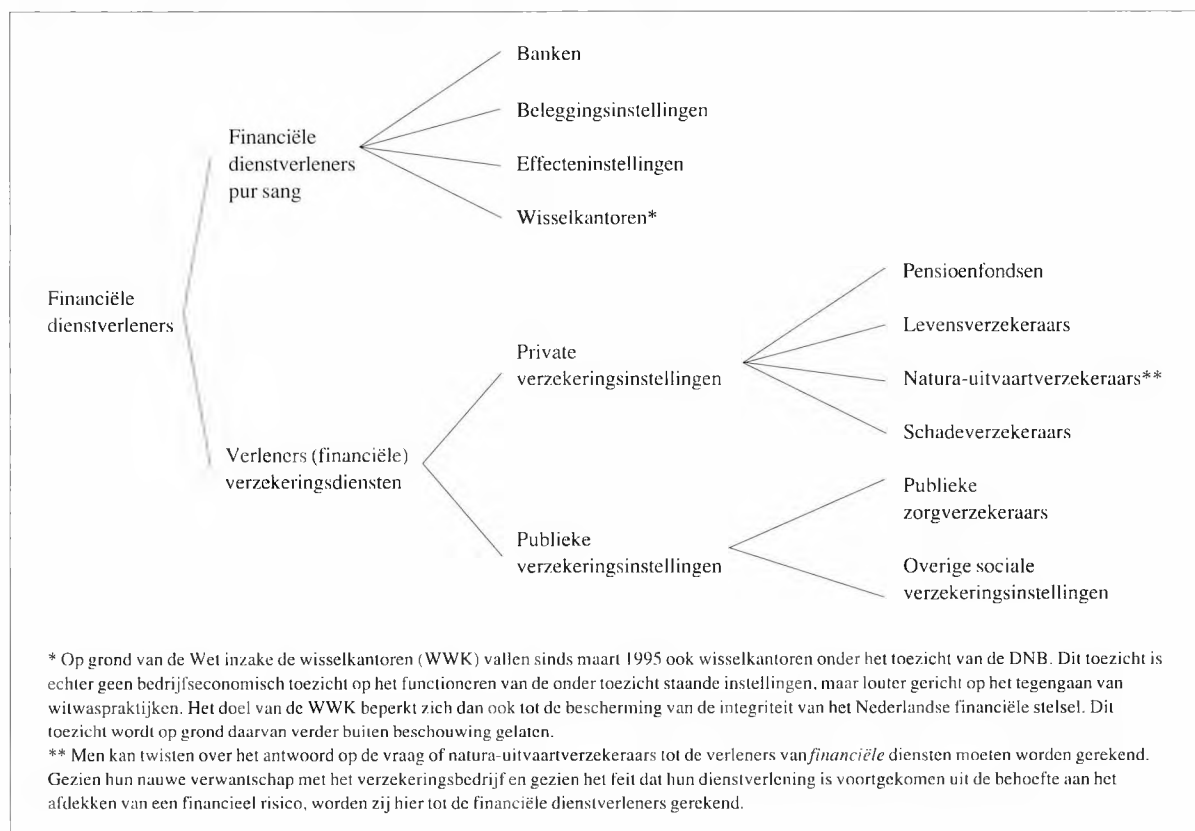 Banken
Beleggingsinstellingen
Financiële
dienstverleners
pur sang
Effecteninstellingen
Wisselkantoren*
Financiële
dienstverleners
Pensioenfondsen
Levensverzekeraars
Private
verzekeringsinstellingen
Natura-uitvaartverzekeraars**
Schadeverzekeraars
Verleners (financiële)
verzekeringsdiensten
Publieke
zorgverzekeraars
Publieke
verzekeringsinstellingen
Overige sociale
verzekeringsinstellingen
* Op grond van de Wet inzake de wisselkantoren (WWK) vallen sinds maart 1995 ook wisselkantoren onder het toezicht van de DNB. Dit toezicht is
echter geen bedrijfseconomisch toezicht op het functioneren van de onder toezicht staande instellingen, maar louter gericht op het tegengaan van
witwaspraktijken. Het doel van de WWK beperkt zich dan ook tot de bescherming van de integriteit van het Nederlandse financiële stelsel. Dit
toezicht wordt op grond daarvan verder buiten beschouwing gelaten.
** Men kan twisten over het antwoord op de vraag of natura-uitvaartverzekeraars tot de verleners van financiële diensten moeten worden gerekend.
Gezien hun nauwe verwantschap met het verzekeringsbedrijf en gezien het feit dat hun dienstverlening is voortgekomen uit de behoefte aan het
afdekken van een financieel risico, worden zij hier tot de financiële dienstverleners gerekend.